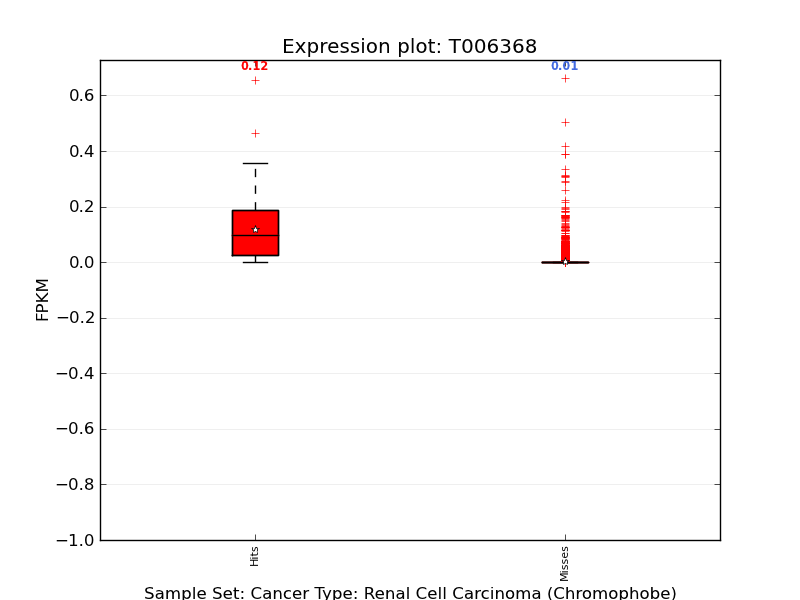 Expression plot: T006368
0.12 0.01
0.6
0.4
0.2
0.0
−0.2
−0.4
−0.6
−0.8
−1.0
FPKM
Hits
Misses
Sample Set: Cancer Type: Renal Cell Carcinoma (Chromophobe)